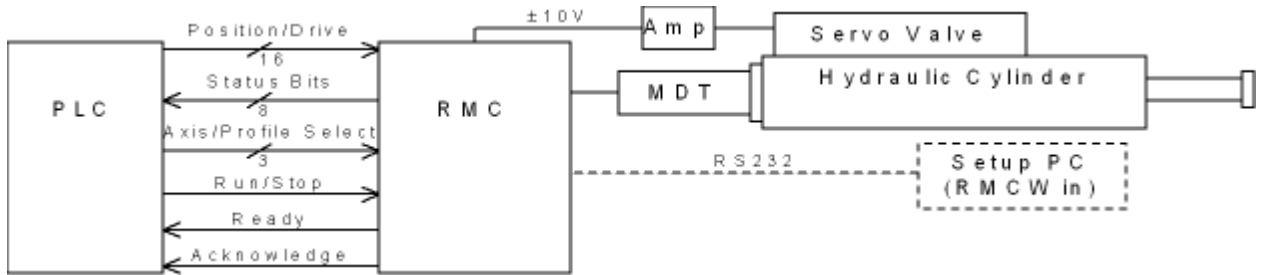 PLC
Position/Drive
16
Status Bits
8
Axis/Profile Select
3
Run/Stop
Ready
Acknowledge
RMC
±10V
Amp
Servo Valve
Hydraulic Cylinder
MDT
RS232
Setup PC
(RMCWin)